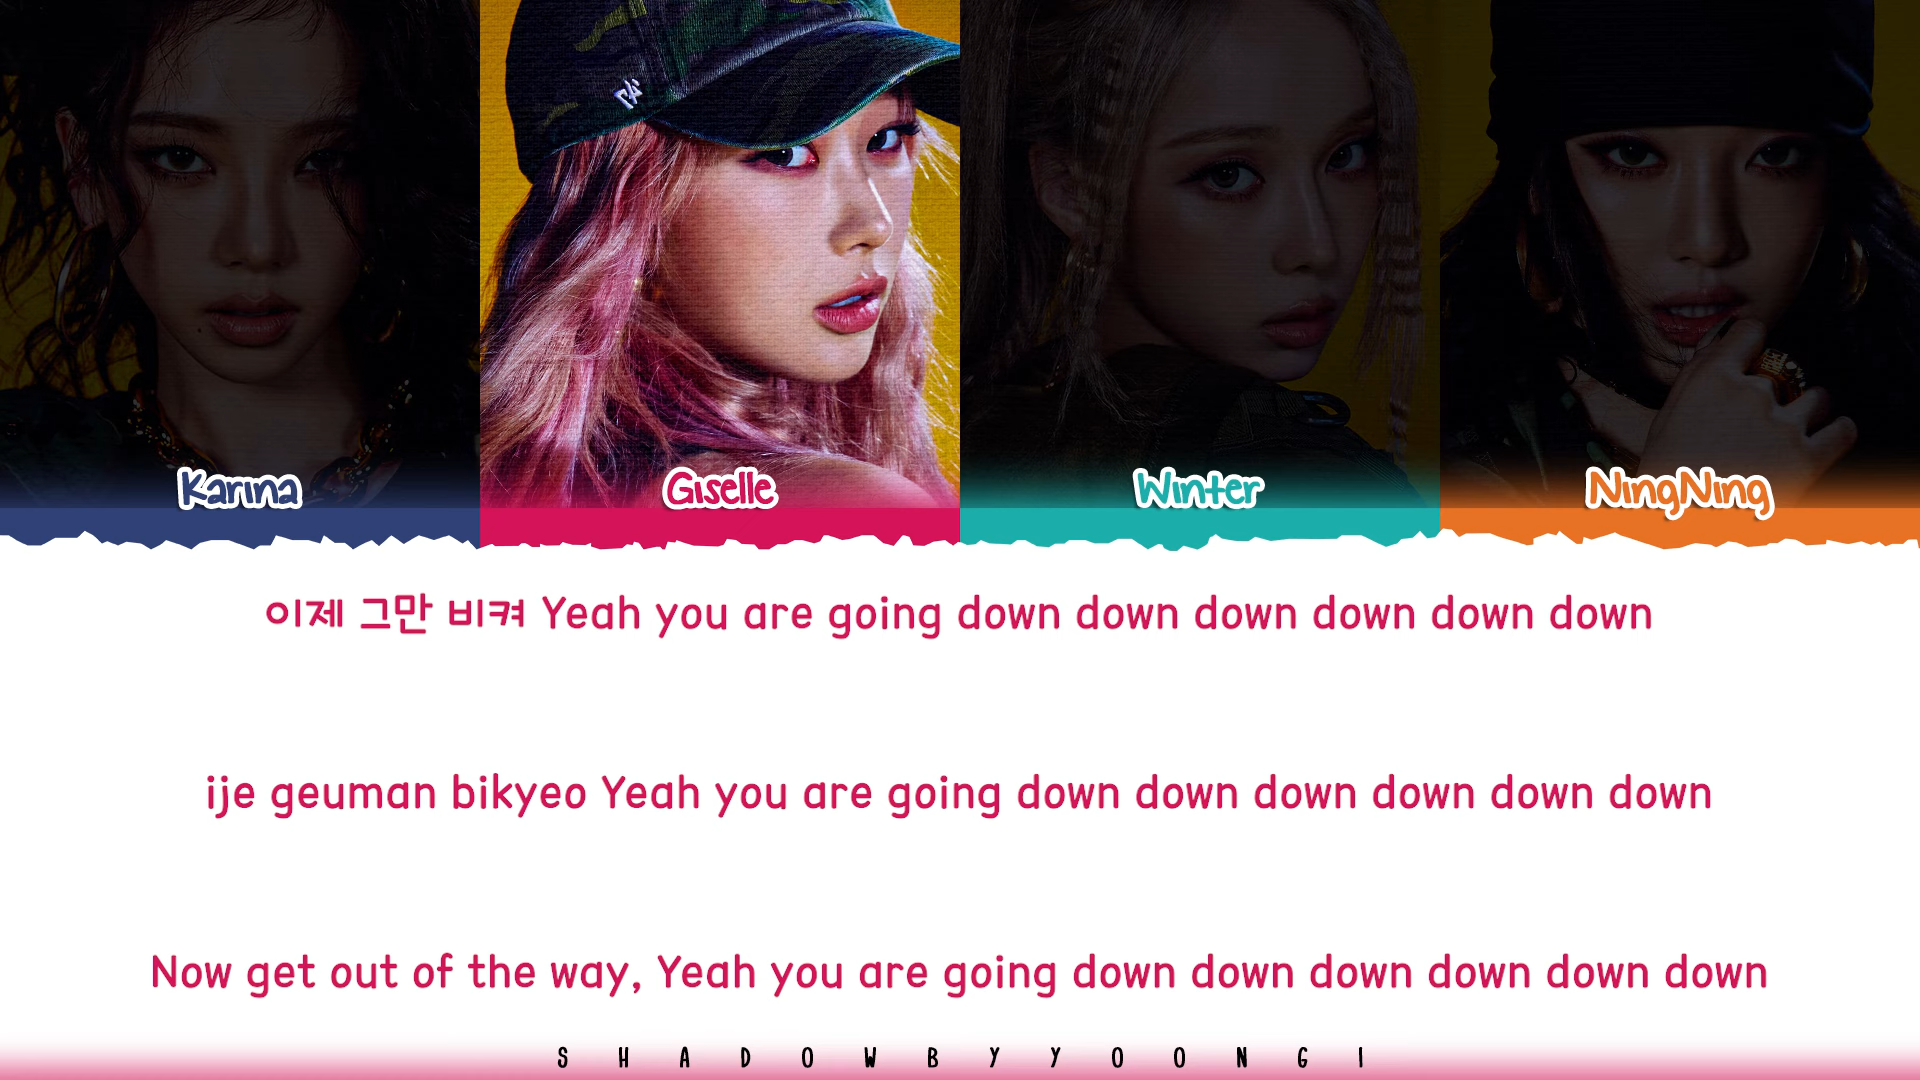 Karina
Giselle
Winter
NingNing
이제 그만 비켜 Yeah you are going down down down down down down
ije geuman bikyeo Yeah you are going down down down down down down
Now get out of the way, Yeah you are going down down down down down down
SHADOWBYYOONGI